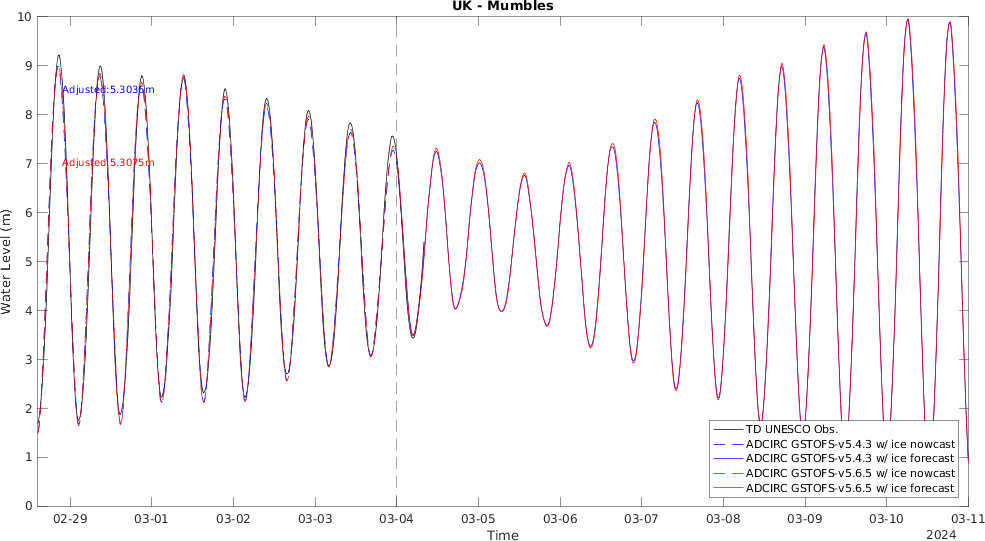 UK - Mumbles
10
9
8
7
6
5
4
3
2
1
0
Water Level (m)
Adjusted:5.3036m
Adjusted:5.3075m
TD UNESCO Obs.
ADCIRC GSTOFS-v5.4.3 w/ ice nowcast
ADCIRC GSTOFS-v5.4.3 w/ ice forecast
ADCIRC GSTOFS-v5.6.5 w/ ice nowcast
ADCIRC GSTOFS-v5.6.5 w/ ice forecast
02-29 03-01 03-02 03-03 03-04 03-05 03-06 03-07 03-08 03-09 03-10 03-11
Time
2024